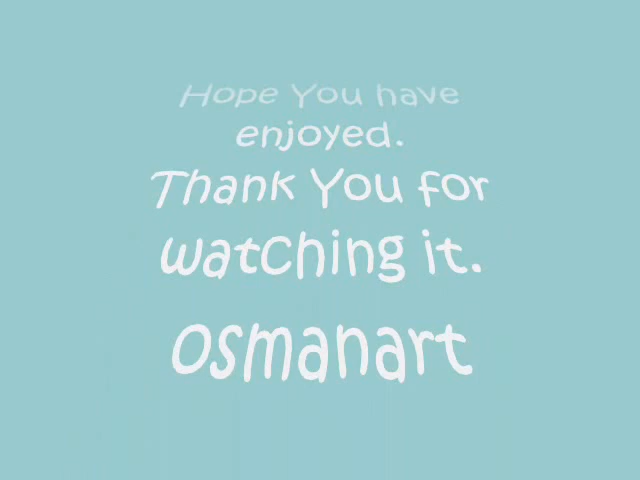 Hope You have
enjoyed.
Thank You for
watching it.
osmanart